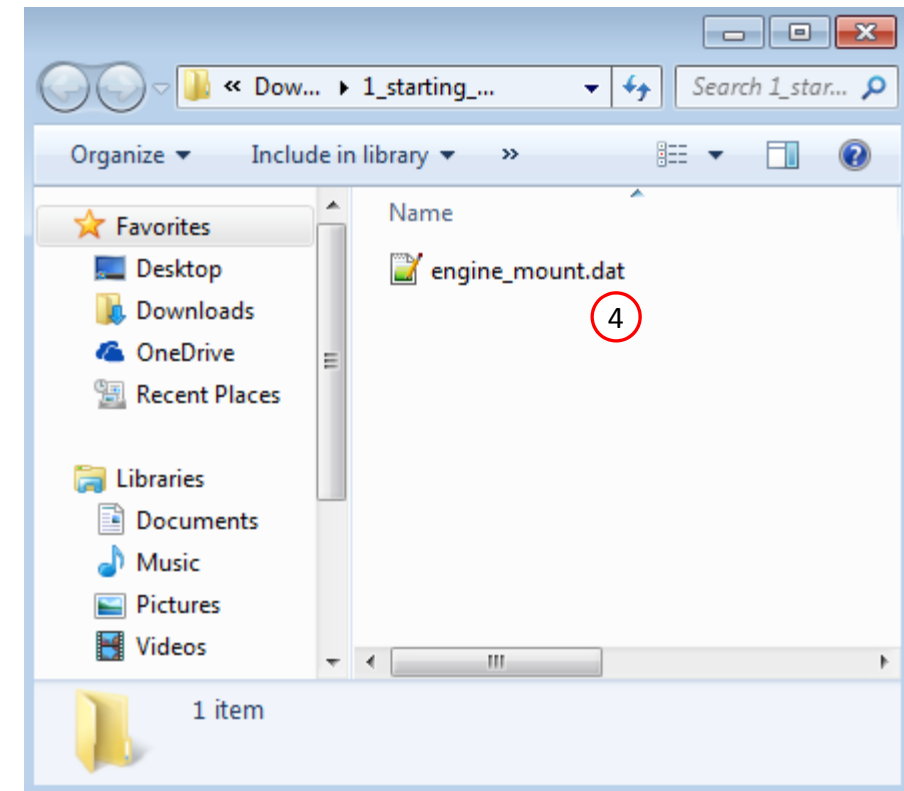 « Dow... ▸ 1_starting_... Search 1_star...
Organize Include in library »
Favorites
Desktop
Downloads
OneDrive
Recent Places
Libraries
Documents
Music
Pictures
Videos
Name
engine_mount.dat
4
1 item